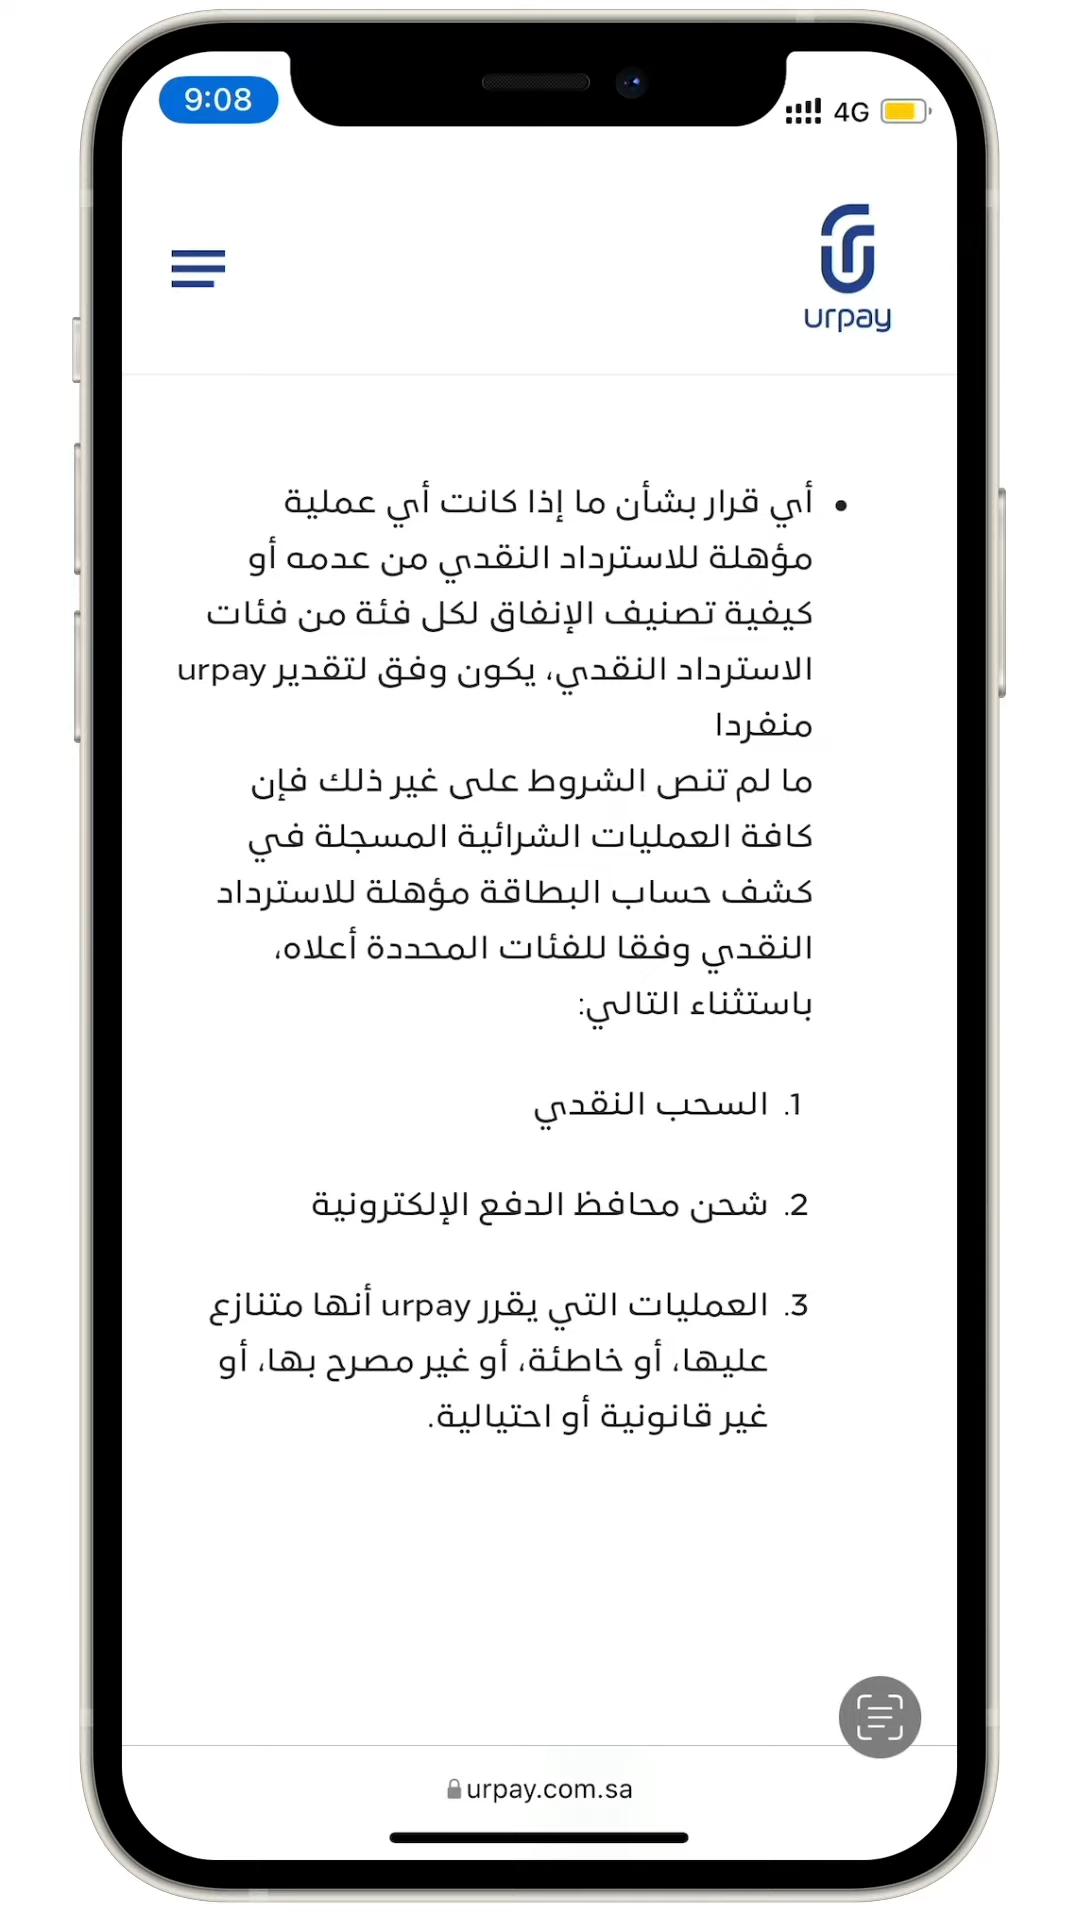 9:08
4G
urpay
• أي قرار بشأن ما إذا كانت أي عملية
مؤهلة للاسترداد النقدي من عدمه أو
كيفية تصنيف الإنفاق لكل فئة من فئات
الاسترداد النقدي، يكون وفق لتقدير urpay
منفردا
ما لم تنص الشروط على غير ذلك فإن
كافة العمليات الشرائية المسجلة في
كشف حساب البطاقة مؤهلة للاسترداد
النقدي وفقا للفئات المحددة أعلاه،
باستثناء التالي:
1. السحب النقدي
2. شحن محافظ الدفع الإلكترونية
3. العمليات التي يقرر urpay أنها متنازع
عليها، أو خاطئة، أو غير مصرح بها، أو
غير قانونية أو احتيالية.
urpay.com.sa